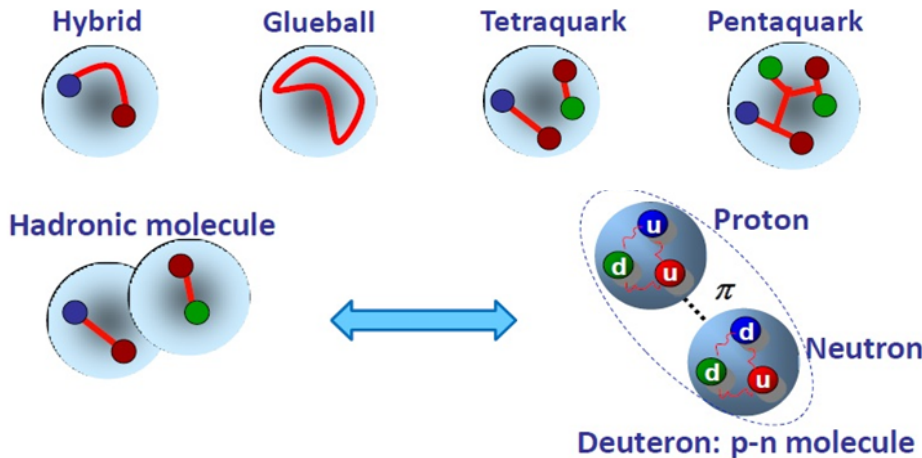 Hybrid Glueball Tetraquark Pentaquark
Hadronic molecule
Proton
u
d u
π
Neutron
d
d u
Deuteron: p-n molecule